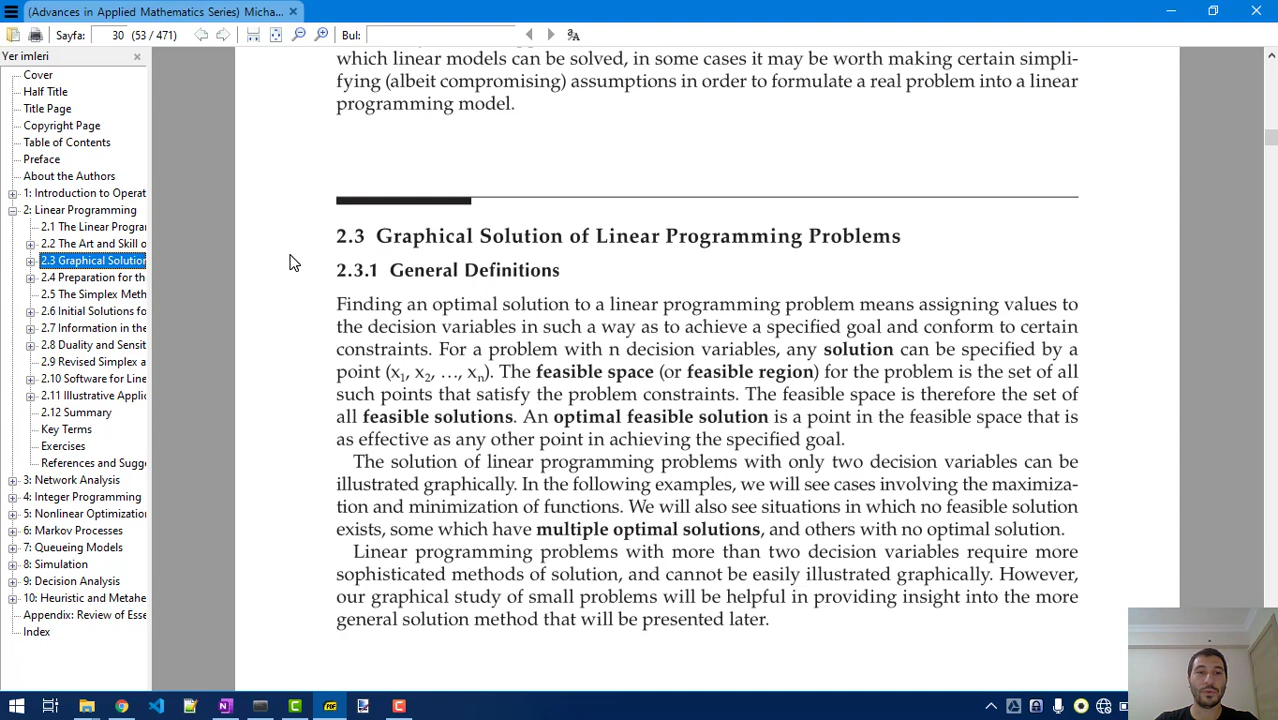 (Advances in Applied Mathematics Series) Micha...
Sayfa:
30
(53 / 471)
Bul:
Yer imleri
Cover
Half Title
Title Page
Copyright Page
Table of Contents
Preface
About the Authors
1: Introduction to Operat
2: Linear Programming
2.1 The Linear Progra
2.2 The Art and Skill o
2.3 Graphical Solution
2.4 Preparation for th
2.5 The Simplex Meth
2.6 Initial Solutions fo
2.7 Information in the
2.8 Duality and Sensit
2.9 Revised Simplex a
2.10 Software for Line
2.11 Illustrative Applic
2.12 Summary
Key Terms
Exercises
References and Sugge
3: Network Analysis
4: Integer Programming
5: Nonlinear Optimizatio
6: Markov Processes
7: Queueing Models
8: Simulation
9: Decision Analysis
10: Heuristic and Metahe
Appendix: Review of Esse
Index
which linear models can be solved, in some cases it may be worth making certain simpli-
fying (albeit compromising) assumptions in order to formulate a real problem into a linear
programming model.
2.3 Graphical Solution of Linear Programming Problems
2.3.1 General Definitions
Finding an optimal solution to a linear programming problem means assigning values to
the decision variables in such a way as to achieve a specified goal and conform to certain
constraints. For a problem with n decision variables, any solution can be specified by a
point (x₁, x₂, …, xₙ). The feasible space (or feasible region) for the problem is the set of all
such points that satisfy the problem constraints. The feasible space is therefore the set of
all feasible solutions. An optimal feasible solution is a point in the feasible space that is
as effective as any other point in achieving the specified goal.
The solution of linear programming problems with only two decision variables can be
illustrated graphically. In the following examples, we will see cases involving the maximiza-
tion and minimization of functions. We will also see situations in which no feasible solution
exists, some which have multiple optimal solutions, and others with no optimal solution.
Linear programming problems with more than two decision variables require more
sophisticated methods of solution, and cannot be easily illustrated graphically. However,
our graphical study of small problems will be helpful in providing insight into the more
general solution method that will be presented later.